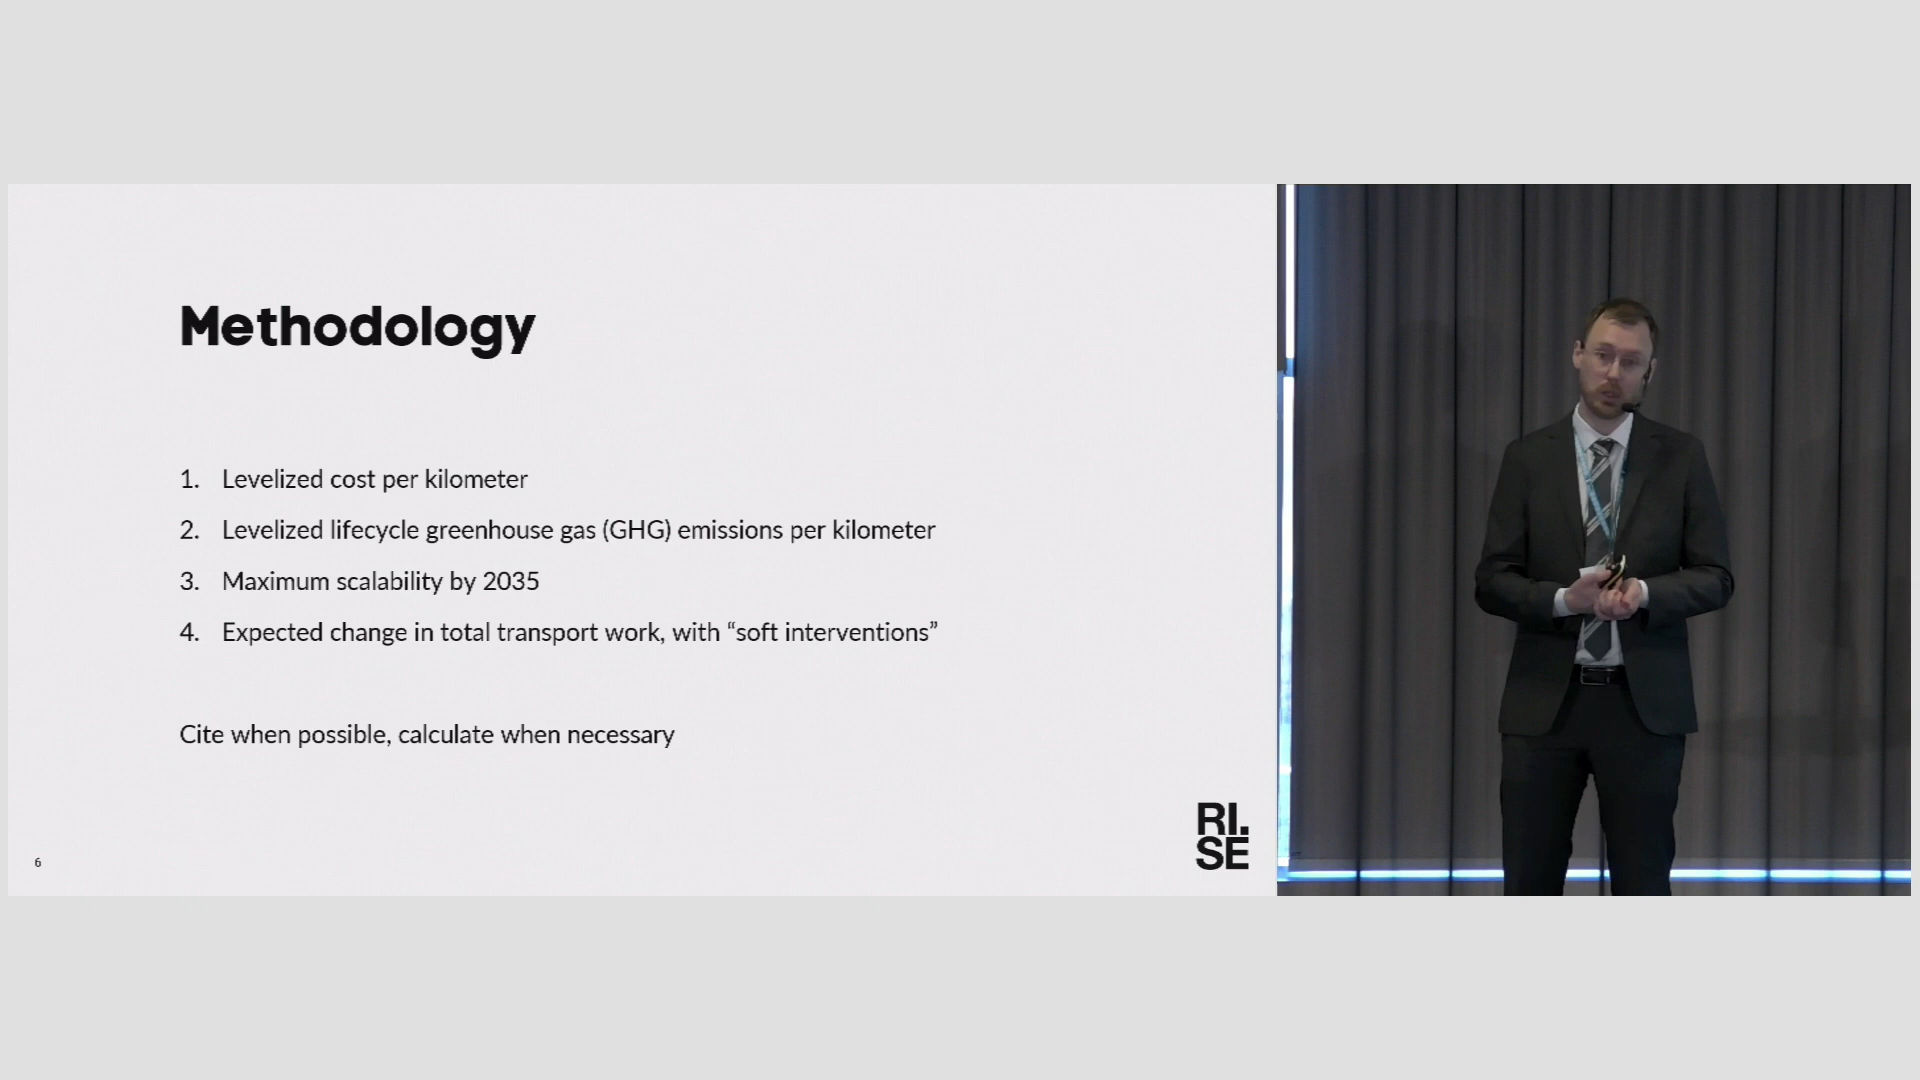 Methodology
1. Levelized cost per kilometer
2. Levelized lifecycle greenhouse gas (GHG) emissions per kilometer
3. Maximum scalability by 2035
4. Expected change in total transport work, with “soft interventions”
Cite when possible, calculate when necessary
6
RI.
SE